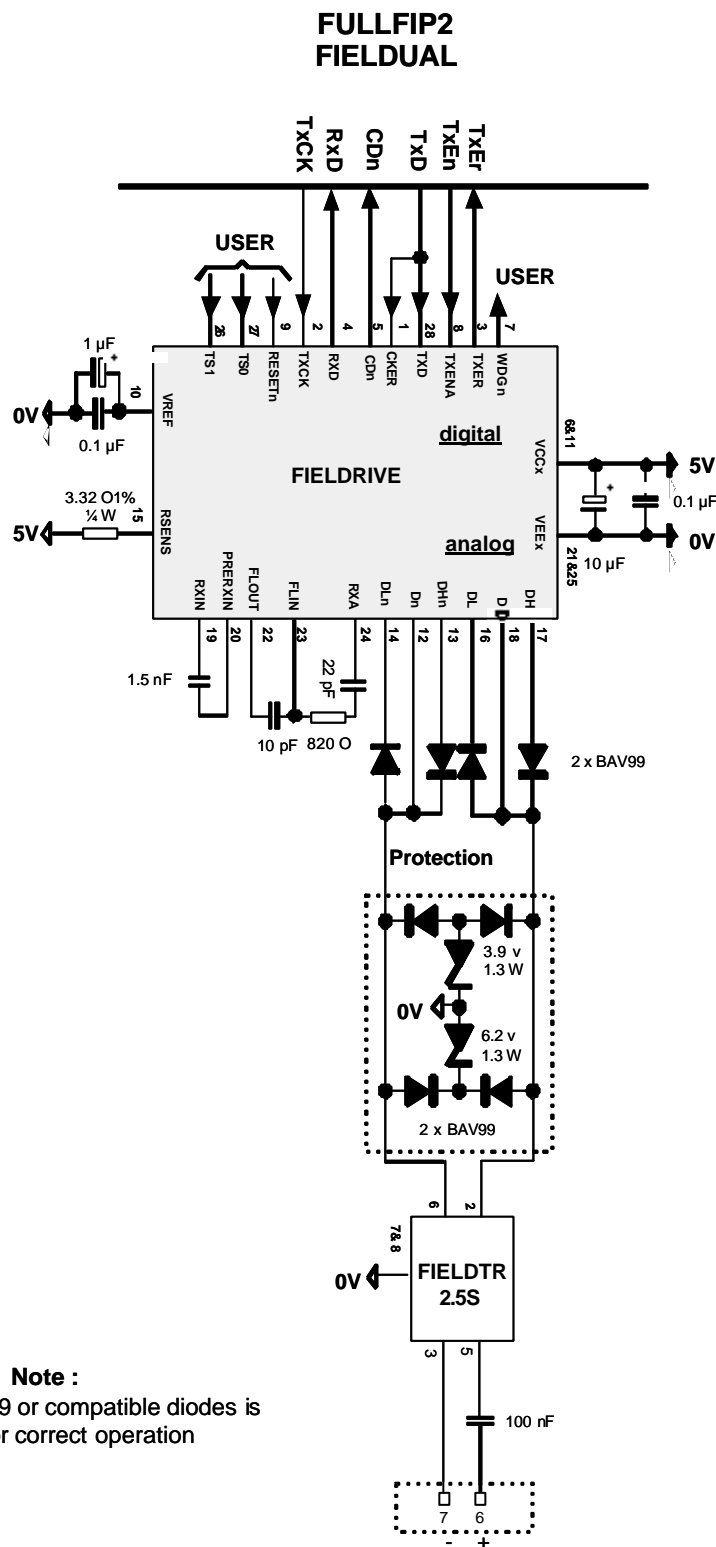 FULLFIP2
FIELDUAL
TxCK
RxD
CDn
TxD
TxEn
TxEr
USER
USER
26
27
9
2
4
5
1
28
8
3
7
TS1
TS0
RESETn
TXCK
RXD
CDn
CKER
TXD
TXENA
TXER
WDGn
1 µF
+
10
VREF
0V
0.1 µF
digital
6&11
VCCx
5V
FIELDRIVE
+
0.1 µF
3.32 O1%
¼ W
15
RSENS
5V
analog
VEEx
0V
21&25
10 µF
RXIN
PRERXIN
FLOUT
FLIN
RXA
DLn
Dn
DHn
DL
D
DH
19
20
22
23
24
14
12
13
16
18
17
1.5 nF
22
pF
10 pF
820 O
2 x BAV99
Protection
3.9 v
1.3 W
0V
6.2 v
1.3 W
2 x BAV99
6
2
7& 8
0V
FIELDTR
2.5S
3
5
Note :
9 or compatible diodes is
r correct operation
100 nF
7
6
-
+